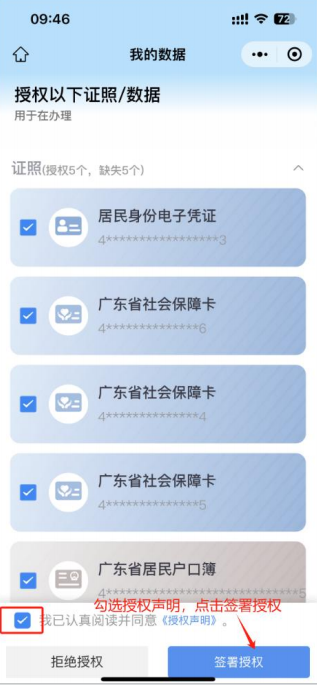 09:46
72
我的数据
授权以下证照/数据
用于在办理
证照(授权5个，缺失5个)
居民身份电子凭证
4*****************3
广东省社会保障卡
4**************6
广东省社会保障卡
4**************4
广东省社会保障卡
4**************5
广东省居民户口簿
4*****************************5
勾选授权声明，点击签署授权
我已认真阅读并同意《授权声明》。
拒绝授权
签署授权